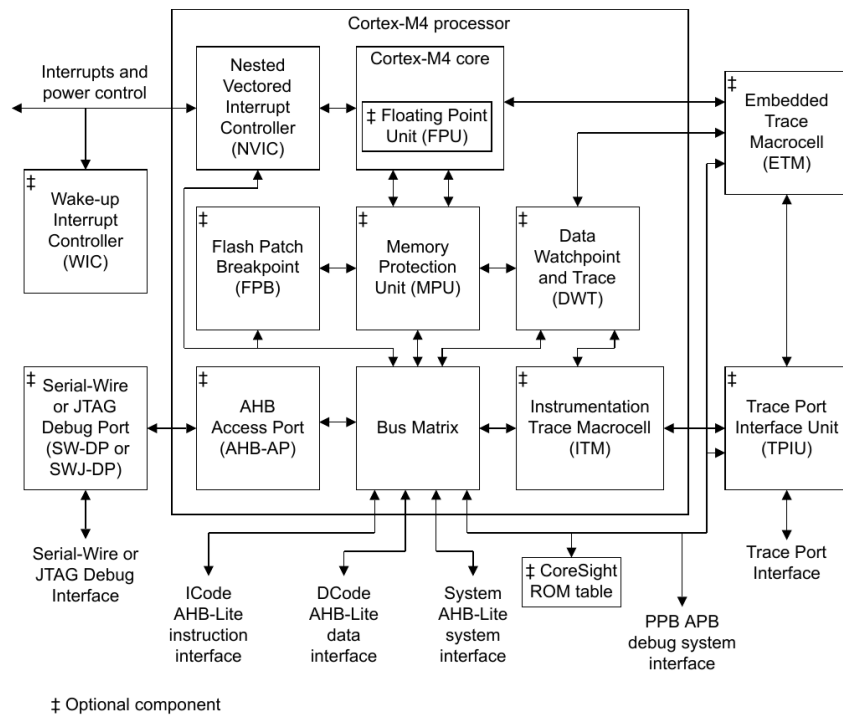 Cortex-M4 processor
Interrupts and
power control
Nested
Vectored
Interrupt
Controller
(NVIC)
Cortex-M4 core
‡ Floating Point
Unit (FPU)
‡
Embedded
Trace
Macrocell
(ETM)
‡
Wake-up
Interrupt
Controller
(WIC)
‡
Flash Patch
Breakpoint
(FPB)
‡
Memory
Protection
Unit (MPU)
‡
Data
Watchpoint
and Trace
(DWT)
‡
Serial-Wire
or JTAG
Debug Port
(SW-DP or
SWJ-DP)
‡
AHB
Access Port
(AHB-AP)
Bus Matrix
‡
Instrumentation
Trace Macrocell
(ITM)
‡
Trace Port
Interface Unit
(TPIU)
Serial-Wire or
JTAG Debug
Interface
ICode
AHB-Lite
instruction
interface
DCode
AHB-Lite
data
interface
System
AHB-Lite
system
interface
‡ CoreSight
ROM table
PPB APB
debug system
interface
Trace Port
Interface
‡ Optional component